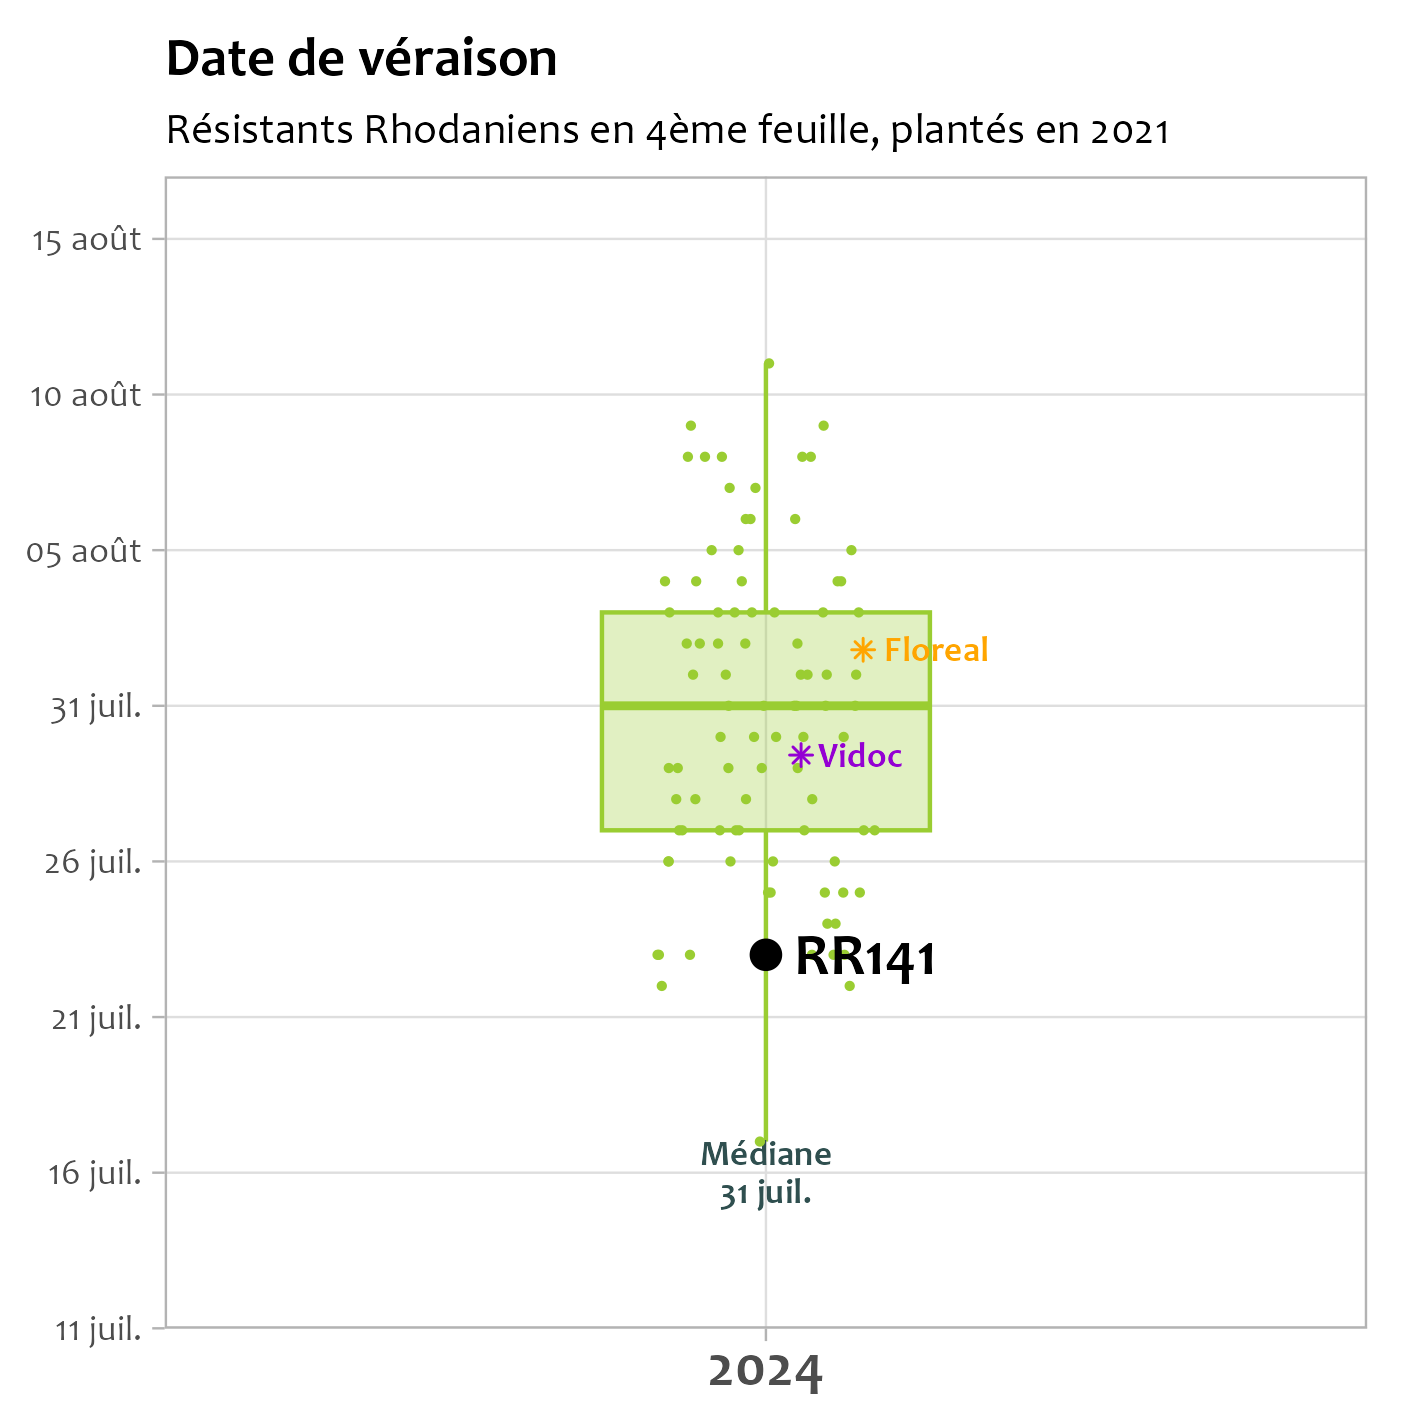 Date de véraison
Résistants Rhodaniens en 4ème feuille, plantés en 2021
15 août
10 août
05 août
31 juil.
26 juil.
21 juil.
16 juil.
11 juil.
Floreal
Vidoc
RR141
Médiane
31 juil.
2024